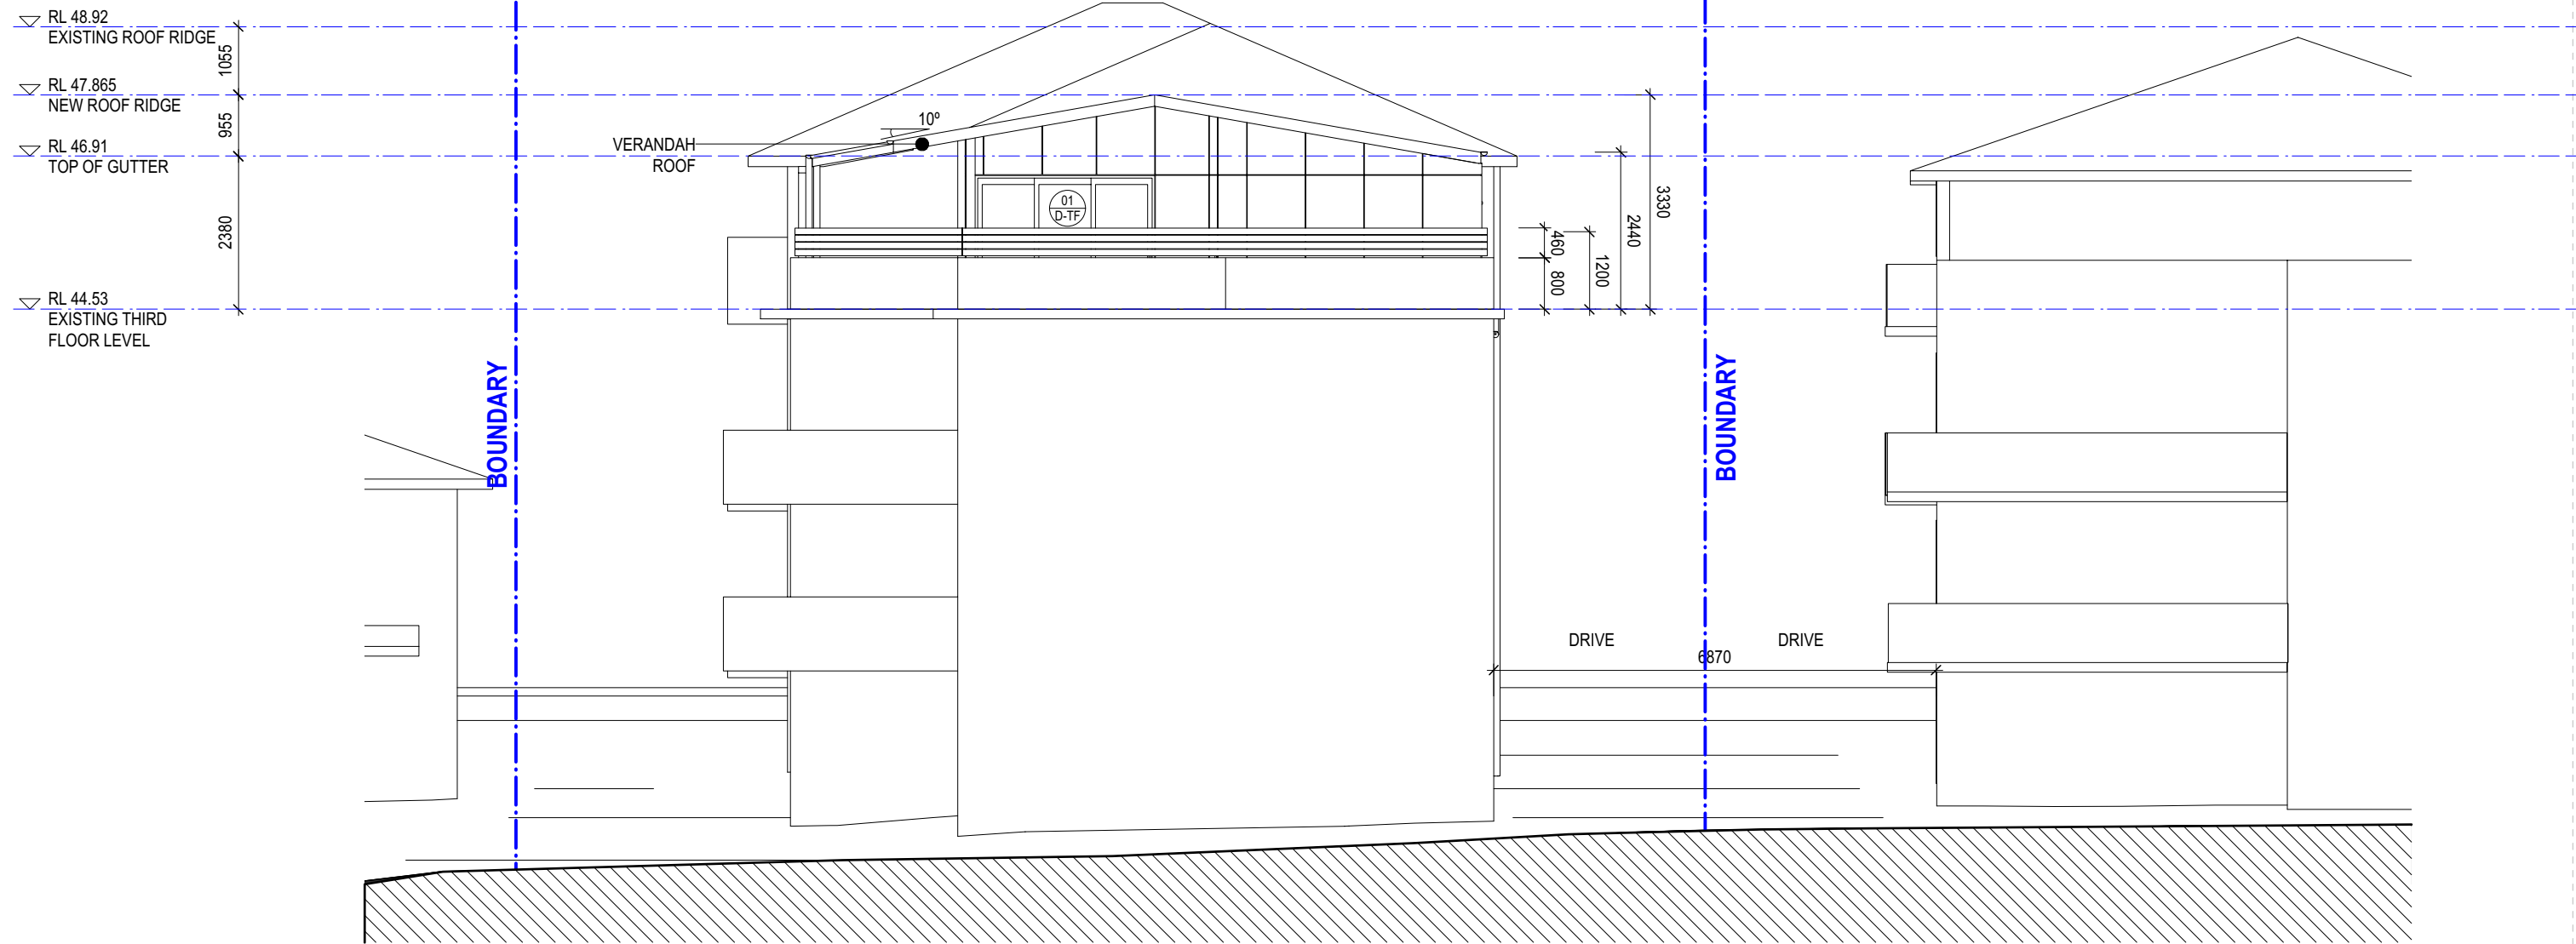 RL 48.92
EXISTING ROOF RIDGE
1055
RL 47.865
NEW ROOF RIDGE
955
RL 46.91
TOP OF GUTTER
2380
RL 44.53
EXISTING THIRD
FLOOR LEVEL
BOUNDARY
VERANDAH
ROOF
10º
01
D-TF
460
800
1200
2440
3330
BOUNDARY
DRIVE
DRIVE
6870